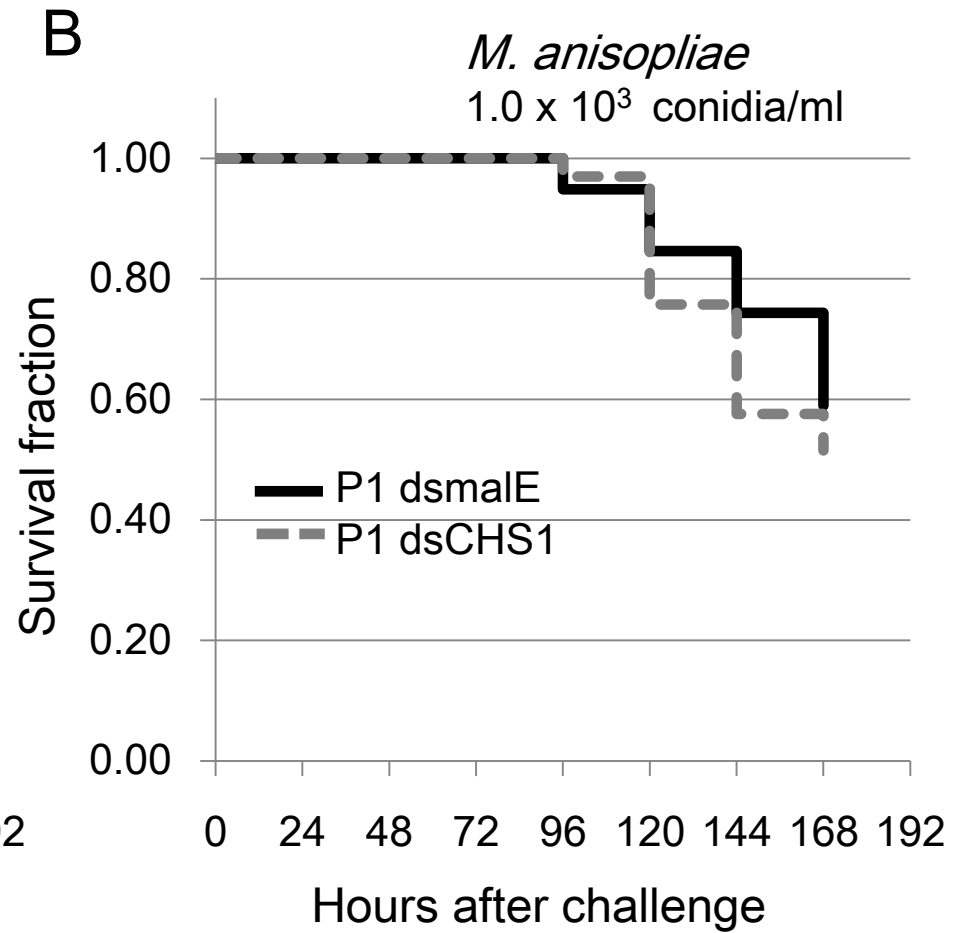 B
M. anisopliae
1.0 x 10³ conidia/ml
1.00
0.80
0.60
0.40
0.20
0.00
Survival fraction
P1 dsmalE
P1 dsCHS1
92
0 24 48 72 96 120 144 168 192
Hours after challenge